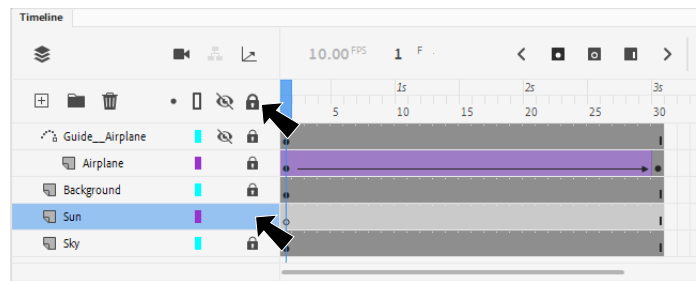 Timeline
10.00 FPS 1 F
1s 2s 3s
5 10 15 20 25 30
Guide__Airplane
Airplane
Background
Sun
Sky